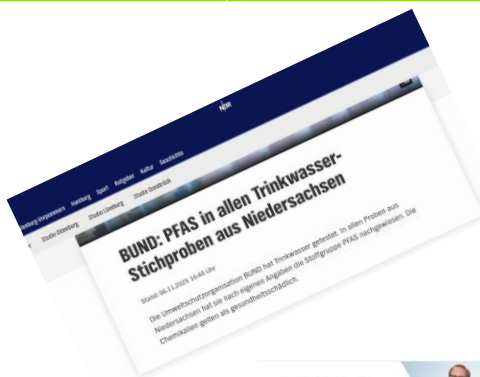 NDR
Hamburg Sport Ratgeber Kultur Geschichte
Studio Oldenburg Studio Lüneburg Studio Osnabrück
BUND: PFAS in allen Trinkwasser-
Stichproben aus Niedersachsen
Stand: 06.11.2025 16:40 Uhr
Die Umweltschutzorganisation BUND hat Trinkwasser getestet. In allen Proben aus
Niedersachsen hat sie nach eigenen Angaben die Stoffgruppe PFAS nachgewiesen. Die
Chemikalien gelten als gesundheitsschädlich.